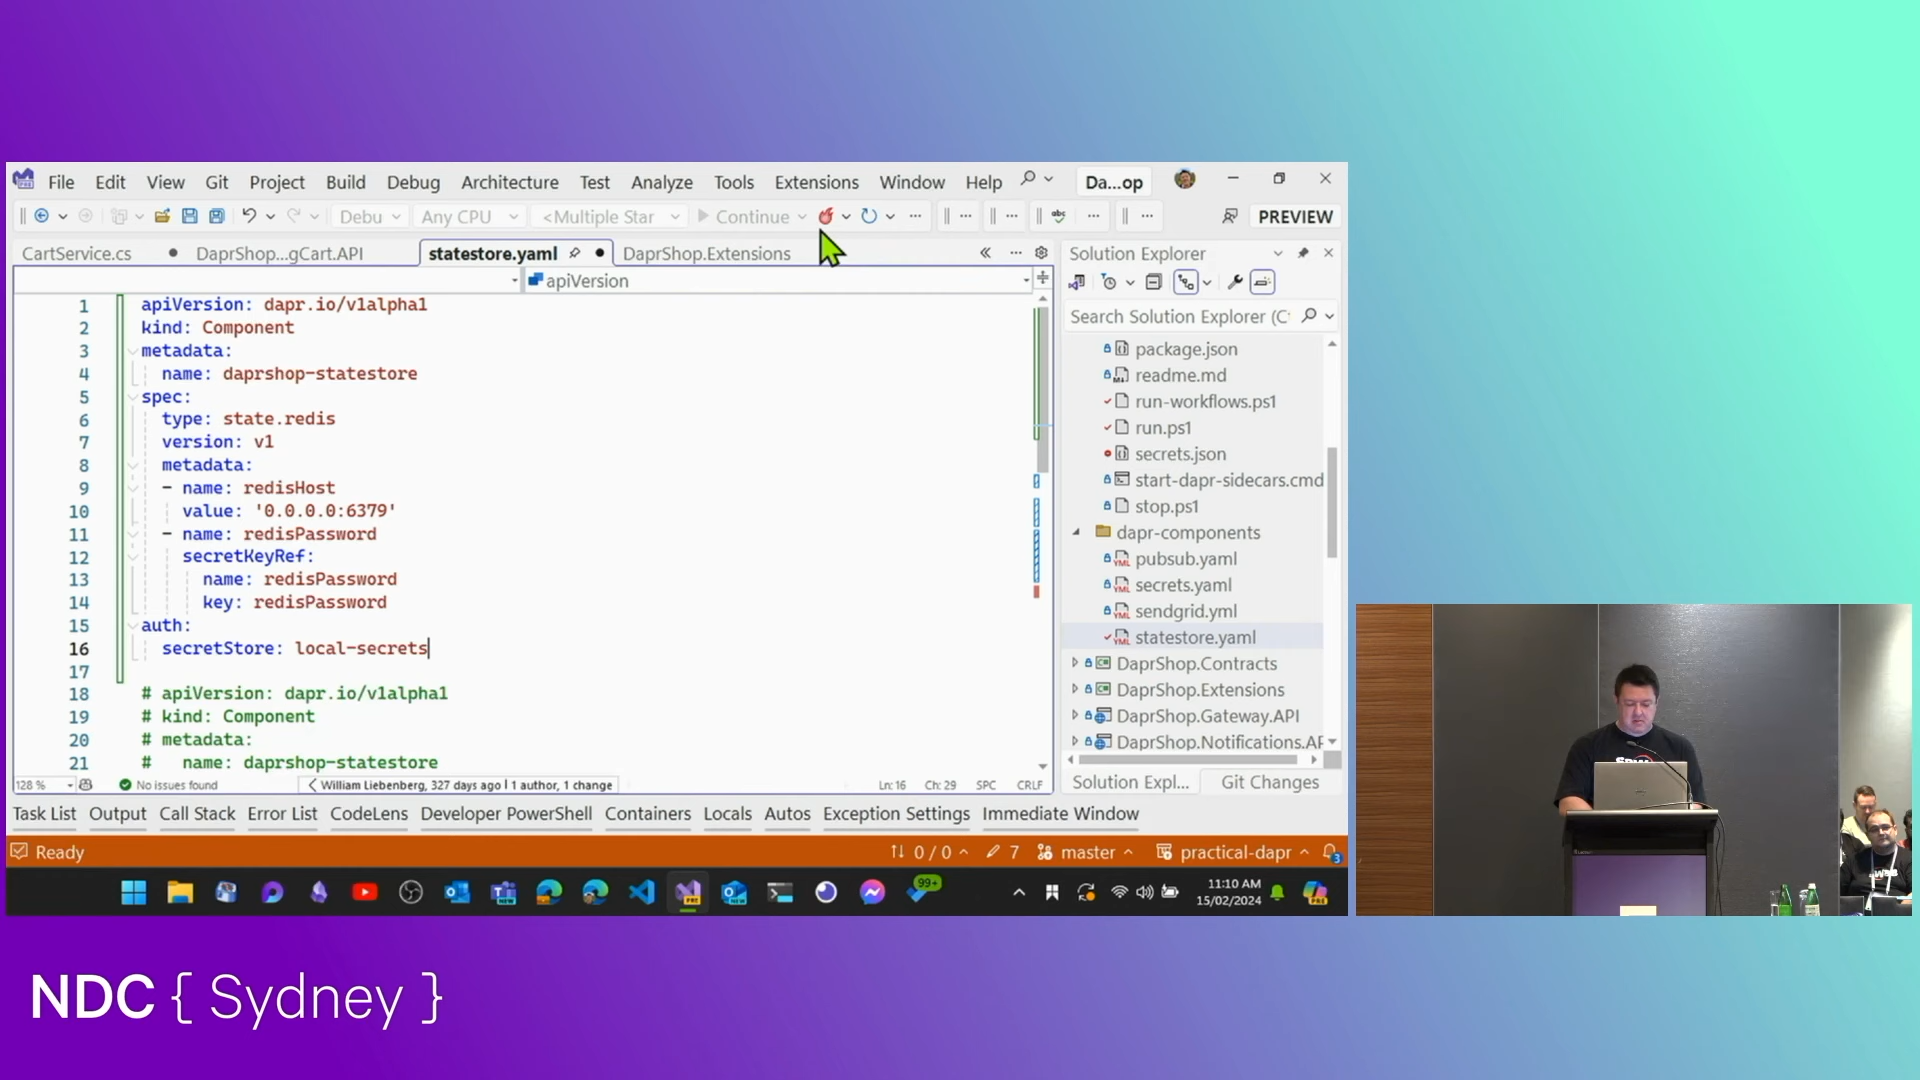 File Edit View Git Project Build Debug Architecture Test Analyze Tools Extensions Window Help Da...op
Debu Any CPU <Multiple Star Continue PREVIEW
CartService.cs DaprShop...gCart.API statestore.yaml DaprShop.Extensions
apiVersion
1 apiVersion: dapr.io/v1alpha1
2 kind: Component
3 metadata:
4 name: daprshop-statestore
5 spec:
6 type: state.redis
7 version: v1
8 metadata:
9 - name: redisHost
10 value: '0.0.0.0:6379'
11 - name: redisPassword
12 secretKeyRef:
13 name: redisPassword
14 key: redisPassword
15 auth:
16 secretStore: local-secrets
17
18 # apiVersion: dapr.io/v1alpha1
19 # kind: Component
20 # metadata:
21 # name: daprshop-statestore
128 % No issues found William Liebenberg, 327 days ago | 1 author, 1 change Ln: 16 Ch: 29 SPC CRLF
Solution Explorer
Search Solution Explorer (C
package.json
readme.md
run-workflows.ps1
run.ps1
secrets.json
start-dapr-sidecars.cmd
stop.ps1
dapr-components
pubsub.yaml
secrets.yaml
sendgrid.yml
statestore.yaml
DaprShop.Contracts
DaprShop.Extensions
DaprShop.Gateway.API
DaprShop.Notifications.AP
Solution Expl... Git Changes
Task List Output Call Stack Error List CodeLens Developer PowerShell Containers Locals Autos Exception Settings Immediate Window
Ready 0 / 0 7 master practical-dapr 3
99+
11:10 AM
15/02/2024
NDC { Sydney }